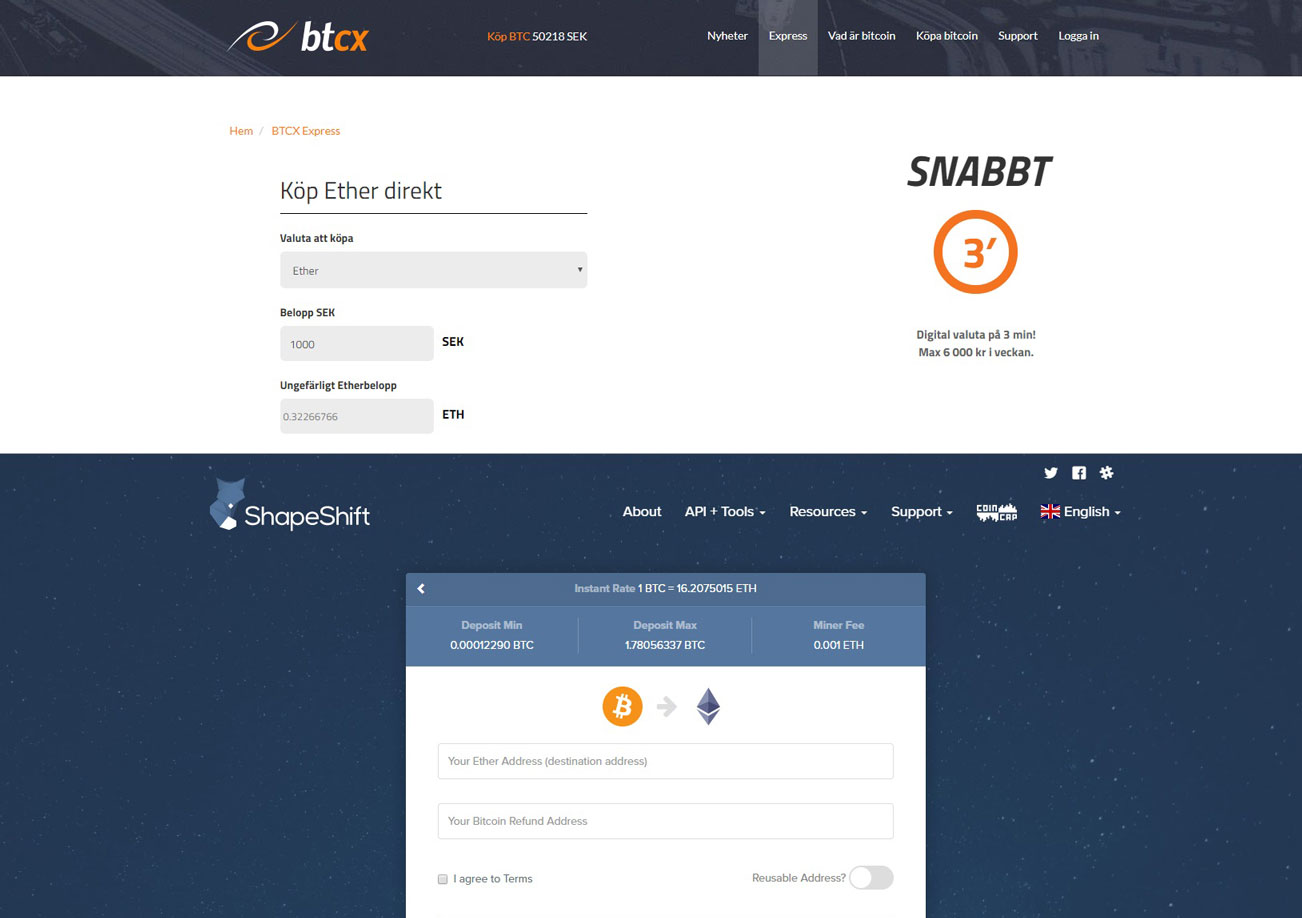 btcx
Köp BTC 50218 SEK
Nyheter
Express
Vad är bitcoin
Köpa bitcoin
Support
Logga in
Hem / BTCX Express
SNABBT
3′
Digital valuta på 3 min!
Max 6 000 kr i veckan.
Köp Ether direkt
Valuta att köpa
Ether
Belopp SEK
1000 SEK
Ungefärligt Etherbelopp
0.32266766 ETH
ShapeShift
About
API + Tools
Resources
Support
COIN CAP
English
Instant Rate 1 BTC = 16.2075015 ETH
Deposit Min
0.00012290 BTC
Deposit Max
1.78056337 BTC
Miner Fee
0.001 ETH
Your Ether Address (destination address)
Your Bitcoin Refund Address
I agree to Terms
Reusable Address?